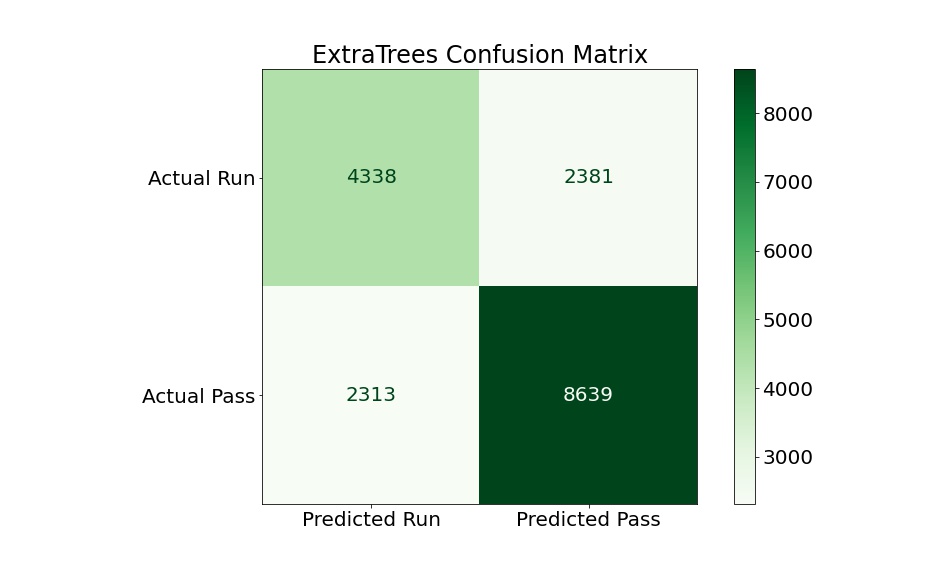 ExtraTrees Confusion Matrix
Actual Run
4338
2381
Actual Pass
2313
8639
Predicted Run
Predicted Pass
8000
7000
6000
5000
4000
3000